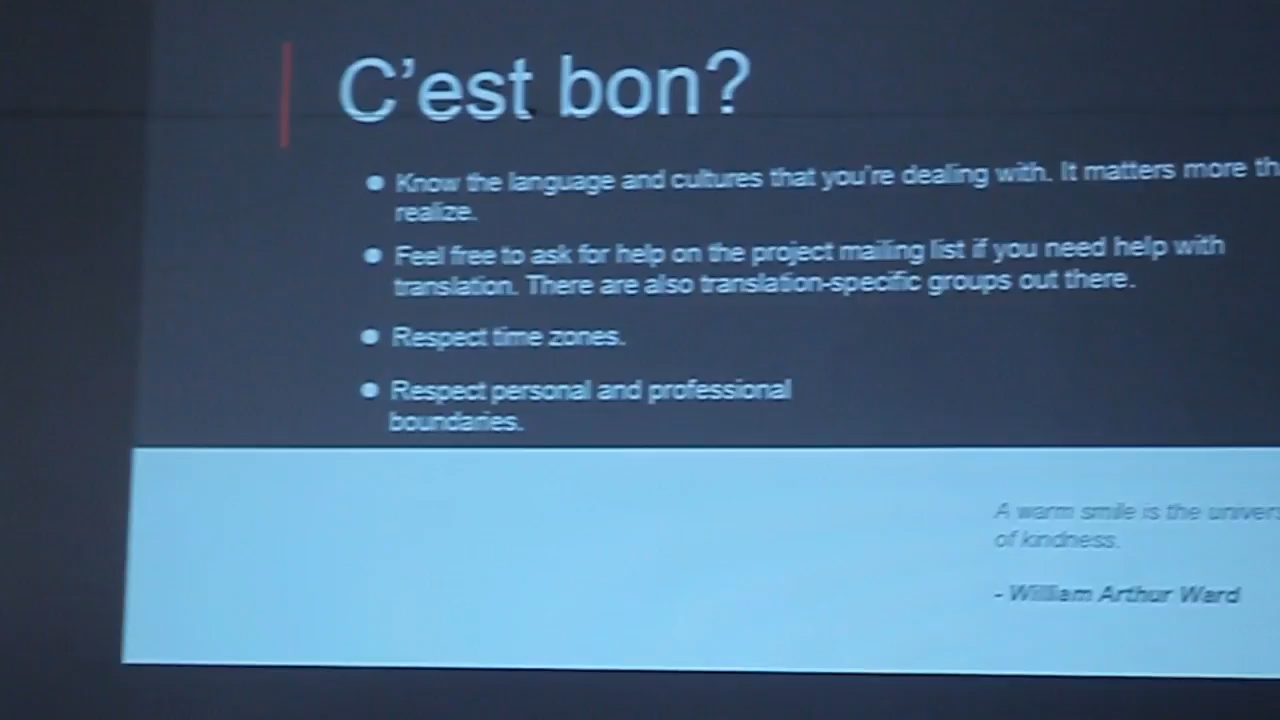 C'est bon?
● Know the language and cultures that you're dealing with. It matters more
realize.
● Feel free to ask for help on the project mailing list if you need help with
translation. There are also translation-specific groups out there.
● Respect time zones.
● Respect personal and professional
boundaries.
A warm smile is the
of kindness.
- William Arthur Ward